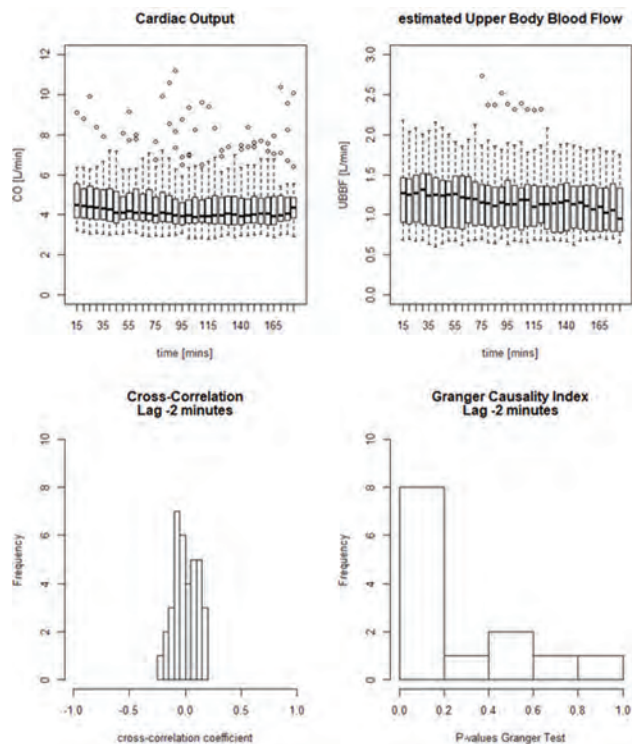 Cardiac Output
CO [L/min]
12
10
8
6
4
2
0
15 35 55 75 95 115 140 165
time [mins]
estimated Upper Body Blood Flow
UBBF [L/min]
3.0
2.5
2.0
1.5
1.0
0.5
0.0
15 35 55 75 95 115 140 165
time [mins]
Cross-Correlation
Lag -2 minutes
Frequency
10
8
6
4
2
0
-1.0 -0.5 0.0 0.5 1.0
cross-correlation coefficient
Granger Causality Index
Lag -2 minutes
Frequency
10
8
6
4
2
0
0.0 0.2 0.4 0.6 0.8 1.0
P-values Granger Test